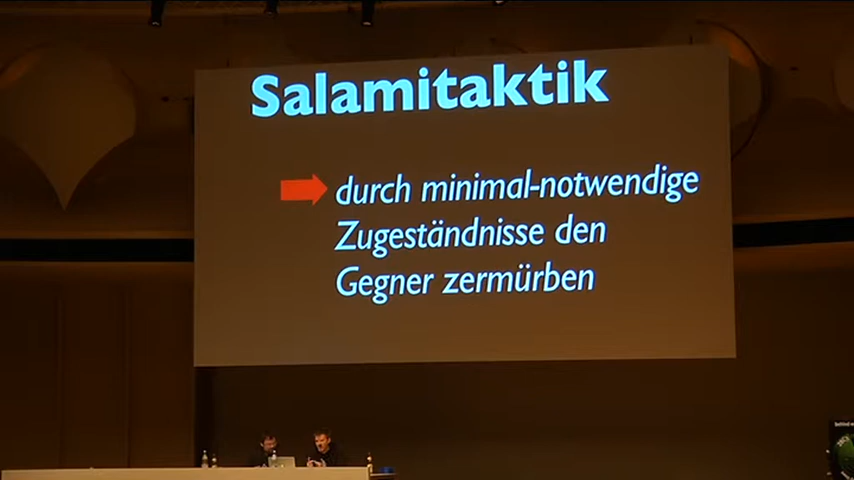 Salamitaktik
durch minimal-notwendige
Zugeständnisse den
Gegner zermürben